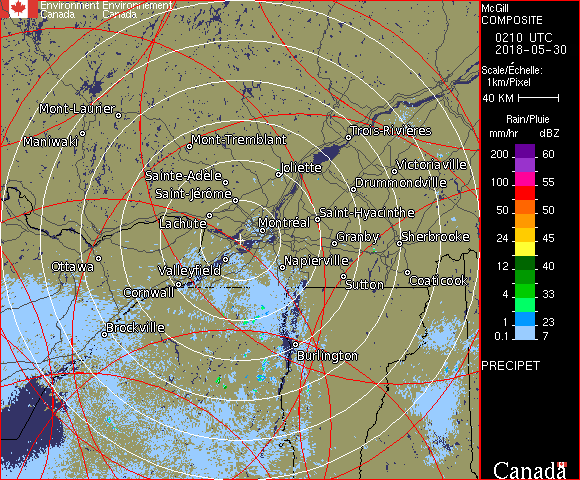 Environment Environnement
Canada Canada
McGill
COMPOSITE
0210 UTC
2018-05-30
Scale/Échelle:
1km/Pixel
40 KM
Rain/Pluie
mm/hr dBZ
200 60
100 55
50 50
24 45
12 40
4 33
1 23
0.1 7
PRECIPET
Mont-Laurier
Maniwaki
Mont-Tremblant
Trois-Rivières
Joliette
Victoriaville
Sainte-Adèle
Drummondville
Saint-Jérôme
Saint-Hyacinthe
Lachute
Montréal
Granby
Sherbrooke
Ottawa
Valleyfield
Napierville
Cornwall
Sutton
Coaticook
Brockville
Burlington
Canada